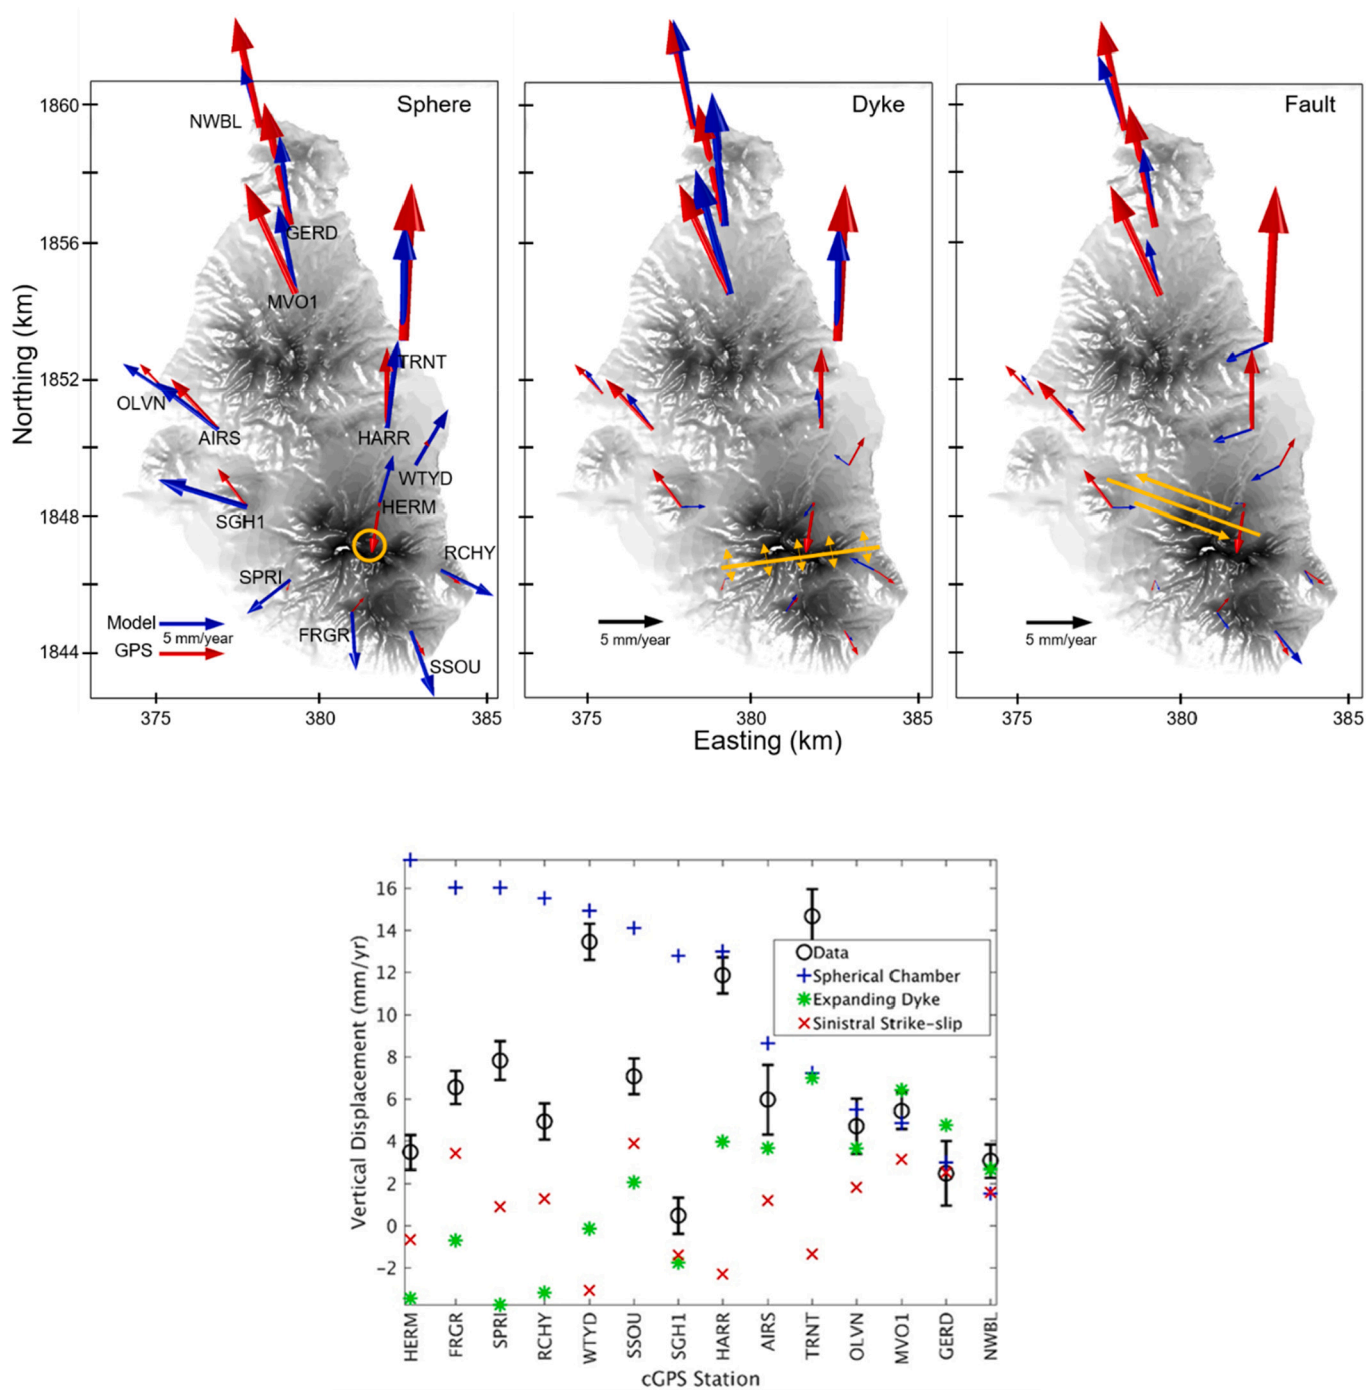 Sphere
Dyke
Fault
1860
1856
1852
1848
1844
Northing (km)
NWBL
GERD
MVO1
TRNT
OLVN
AIRS
HARR
WTYD
HERM
SGH1
RCHY
SPRI
FRGR
SSOU
Model
5 mm/year
GPS
5 mm/year
5 mm/year
375
380
385
375
380
385
375
380
385
Easting (km)
16
14
12
10
8
6
4
2
0
−2
Vertical Displacement (mm/yr)
Data
Spherical Chamber
Expanding Dyke
Sinistral Strike-slip
HERM
FRGR
SPRI
RCHY
WTYD
SSOU
SGH1
HARR
AIRS
TRNT
OLVN
MVO1
GERD
NWBL
cGPS Station